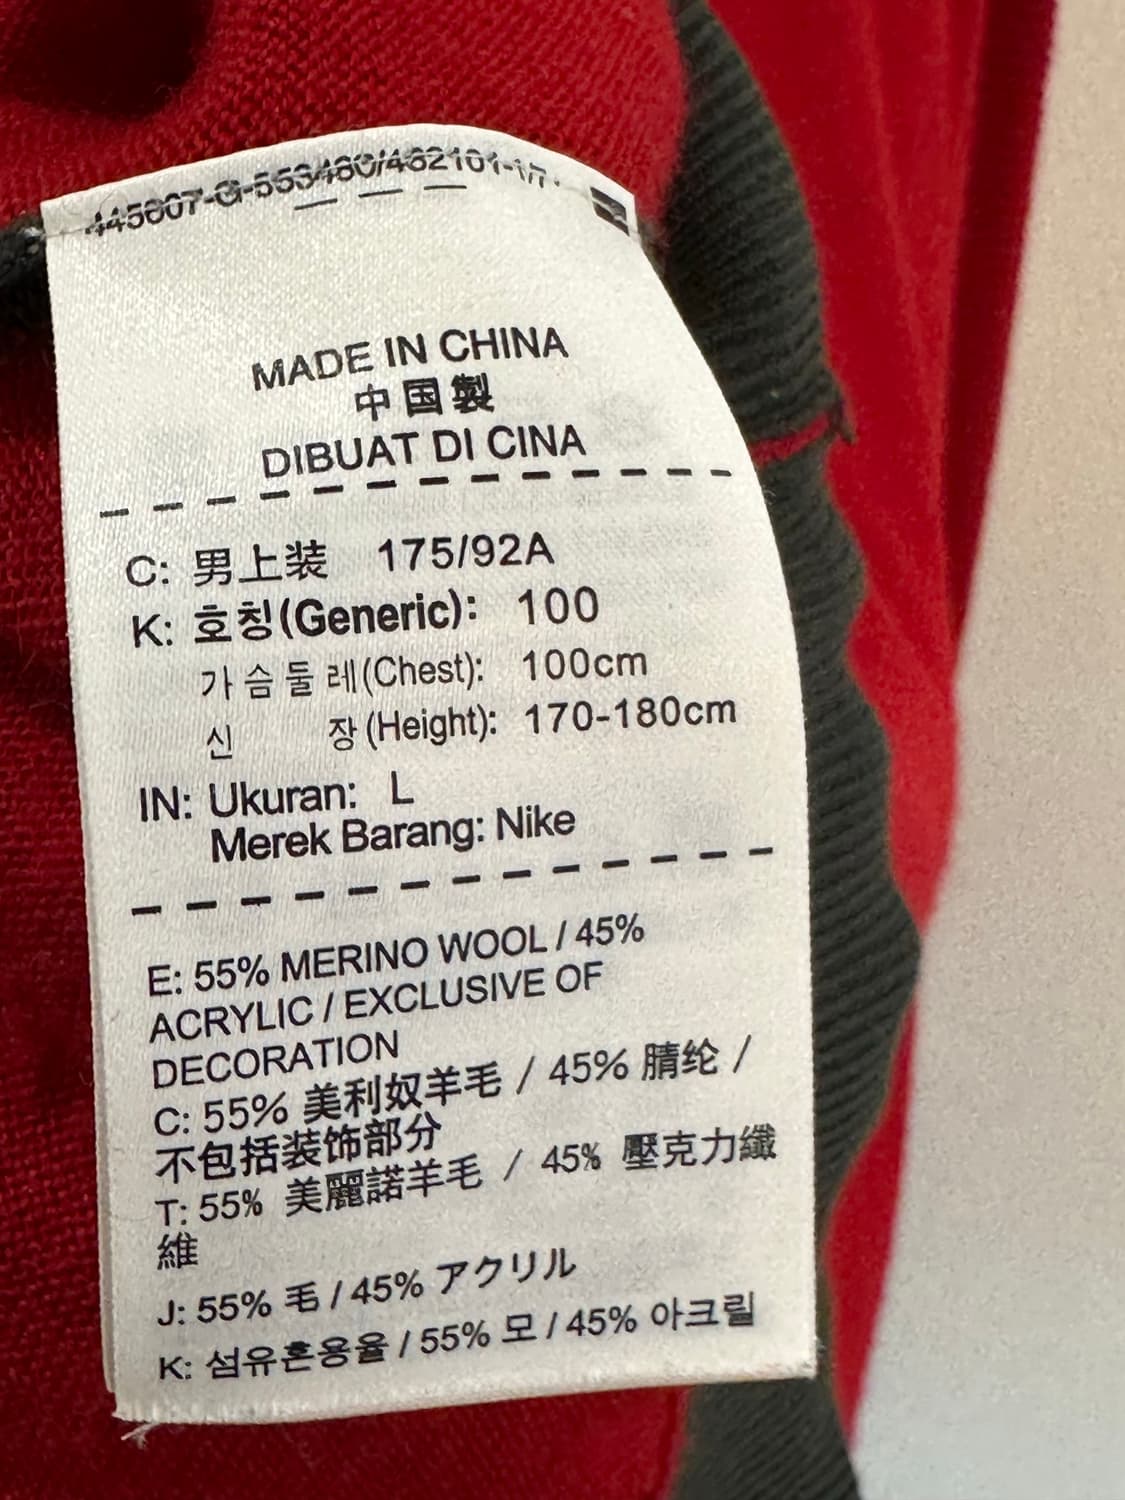 MADE IN CHINA
中国製
DIBUAT DI CINA
C: 男上装 175/92A
K: 호칭(Generic): 100
가슴둘레(Chest): 100cm
신 장(Height): 170-180cm
IN: Ukuran: L
Merek Barang: Nike
E: 55% MERINO WOOL / 45%
ACRYLIC / EXCLUSIVE OF
DECORATION
C: 55% 美利奴羊毛 / 45% 腈纶 /
不包括装饰部分
T: 55% 美麗諾羊毛 / 45% 壓克力纖
維
J: 55% 毛 / 45% アクリル
K: 섬유혼용율 / 55% 모 / 45% 아크릴